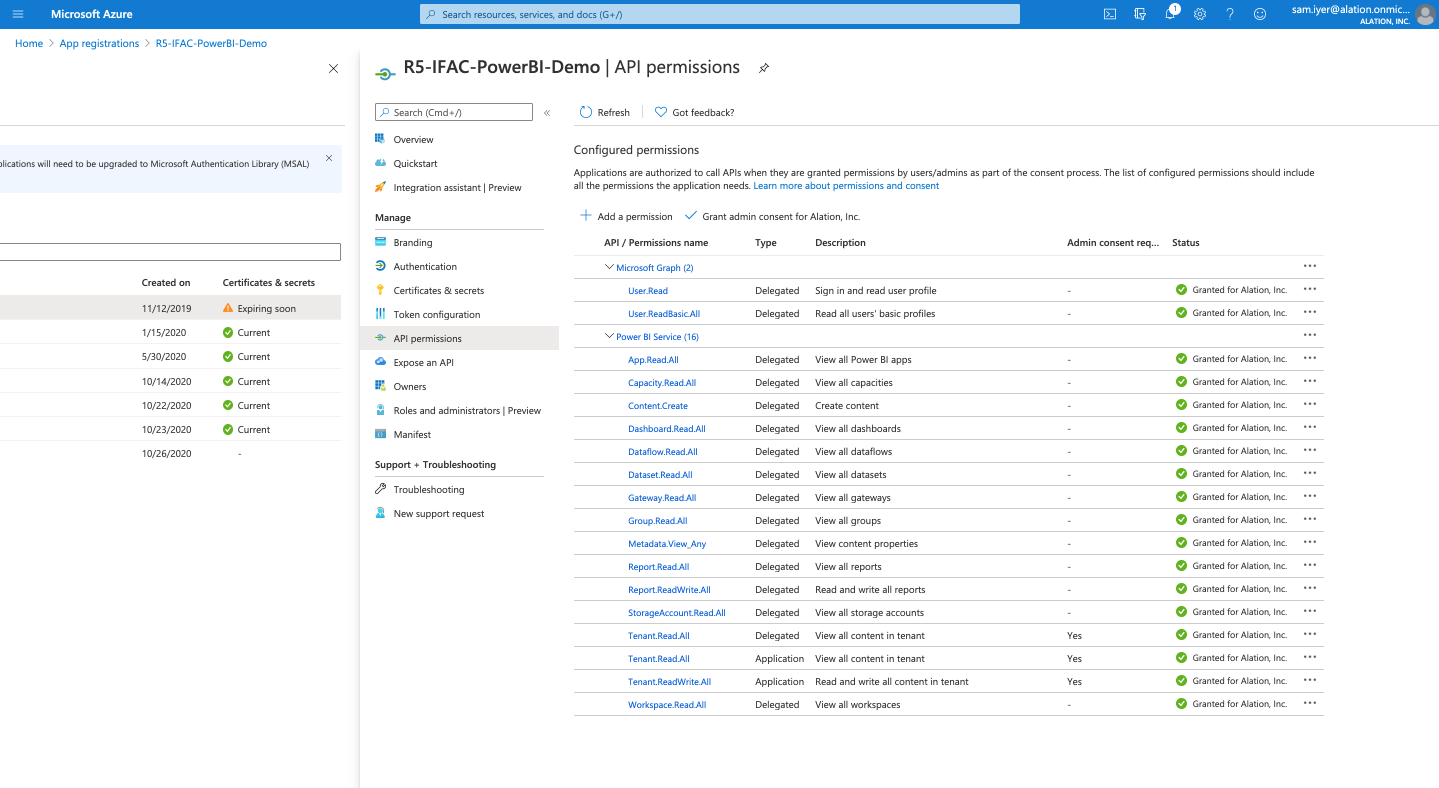 Microsoft Azure
Search resources, services, and docs (G+/)
1
sam.iyer@alation.onmic...
ALATION, INC.
Home > App registrations > R5-IFAC-PowerBI-Demo
plications will need to be upgraded to Microsoft Authentication Library (MSAL)
Created on Certificates & secrets
11/12/2019 Expiring soon
1/15/2020 Current
5/30/2020 Current
10/14/2020 Current
10/22/2020 Current
10/23/2020 Current
10/26/2020 -
R5-IFAC-PowerBI-Demo | API permissions
Search (Cmd+/)
«
Overview
Quickstart
Integration assistant | Preview
Manage
Branding
Authentication
Certificates & secrets
Token configuration
API permissions
Expose an API
Owners
Roles and administrators | Preview
Manifest
Support + Troubleshooting
Troubleshooting
New support request
Refresh Got feedback?
Configured permissions
Applications are authorized to call APIs when they are granted permissions by users/admins as part of the consent process. The list of configured permissions should include
all the permissions the application needs. Learn more about permissions and consent
Add a permission Grant admin consent for Alation, Inc.
API / Permissions name Type Description Admin consent req... Status
Microsoft Graph (2) ...
User.Read Delegated Sign in and read user profile - Granted for Alation, Inc. ...
User.ReadBasic.All Delegated Read all users' basic profiles - Granted for Alation, Inc. ...
Power BI Service (16) ...
App.Read.All Delegated View all Power BI apps - Granted for Alation, Inc. ...
Capacity.Read.All Delegated View all capacities - Granted for Alation, Inc. ...
Content.Create Delegated Create content - Granted for Alation, Inc. ...
Dashboard.Read.All Delegated View all dashboards - Granted for Alation, Inc. ...
Dataflow.Read.All Delegated View all dataflows - Granted for Alation, Inc. ...
Dataset.Read.All Delegated View all datasets - Granted for Alation, Inc. ...
Gateway.Read.All Delegated View all gateways - Granted for Alation, Inc. ...
Group.Read.All Delegated View all groups - Granted for Alation, Inc. ...
Metadata.View_Any Delegated View content properties - Granted for Alation, Inc. ...
Report.Read.All Delegated View all reports - Granted for Alation, Inc. ...
Report.ReadWrite.All Delegated Read and write all reports - Granted for Alation, Inc. ...
StorageAccount.Read.All Delegated View all storage accounts - Granted for Alation, Inc. ...
Tenant.Read.All Delegated View all content in tenant Yes Granted for Alation, Inc. ...
Tenant.Read.All Application View all content in tenant Yes Granted for Alation, Inc. ...
Tenant.ReadWrite.All Application Read and write all content in tenant Yes Granted for Alation, Inc. ...
Workspace.Read.All Delegated View all workspaces - Granted for Alation, Inc. ...